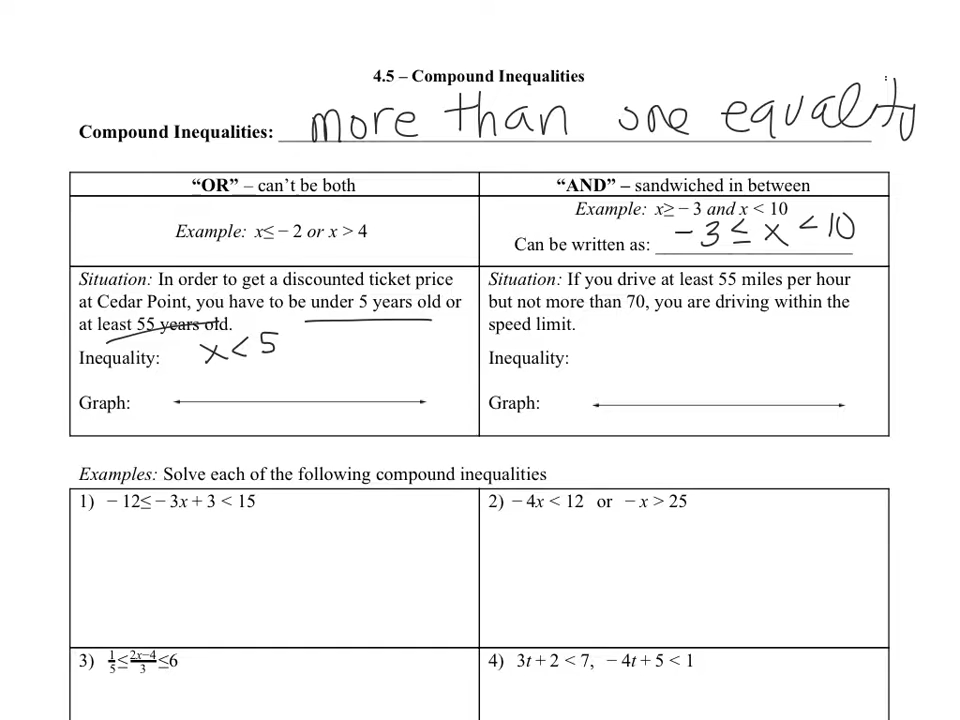 4.5 – Compound Inequalities
Compound Inequalities: more than one equality
“OR” – can’t be both
“AND” – sandwiched in between
Example: x≤ − 2 or x > 4
Example: x≥ − 3 and x < 10
Can be written as: −3 ≤ x < 10
Situation: In order to get a discounted ticket price
at Cedar Point, you have to be under 5 years old or
at least 55 years old.
Inequality: x < 5
Graph:
Situation: If you drive at least 55 miles per hour
but not more than 70, you are driving within the
speed limit.
Inequality:
Graph:
Examples: Solve each of the following compound inequalities
1) − 12≤ − 3x + 3 < 15
2) − 4x < 12 or − x > 25
3) 1/5 ≤ 2x−4/3 ≤6
4) 3t + 2 < 7, − 4t + 5 < 1